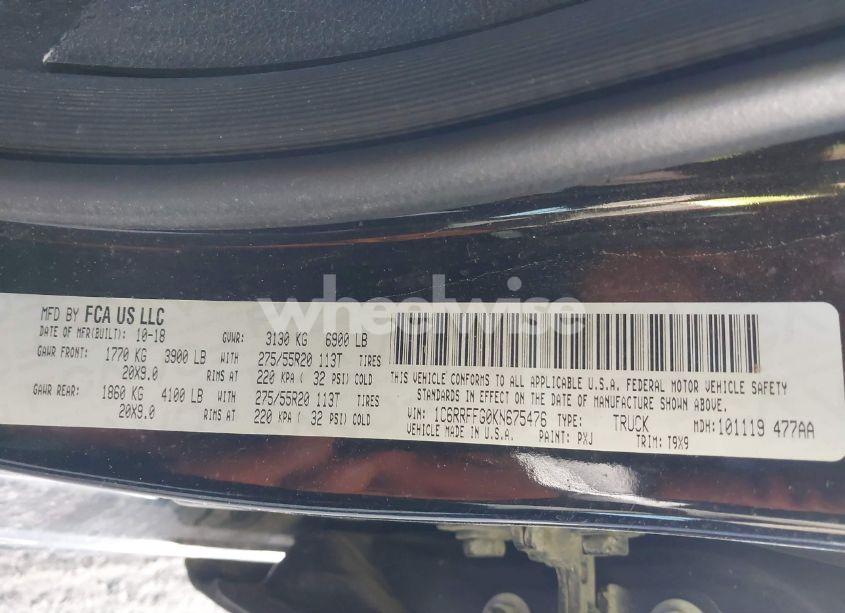 wheelwise
MFD BY FCA US LLC
DATE OF MFR(BUILT): 10-18 GVWR: 3130 KG 6900 LB
GAWR FRONT: 1770 KG 3900 LB WITH 275/55R20 113T TIRES
20X9.0 RIMS AT 220 KPA ( 32 PSI) COLD
GAWR REAR: 1860 KG 4100 LB WITH 275/55R20 113T TIRES
20X9.0 RIMS AT 220 KPA ( 32 PSI) COLD
THIS VEHICLE CONFORMS TO ALL APPLICABLE U.S.A. FEDERAL MOTOR VEHICLE SAFETY
STANDARDS IN EFFECT ON THE DATE OF MANUFACTURE SHOWN ABOVE.
VIN: 1C6RRFFG0KN675476 TYPE: TRUCK MDH:101119 477AA
VEHICLE MADE IN U.S.A. PAINT: PXJ TRIM: T9X9